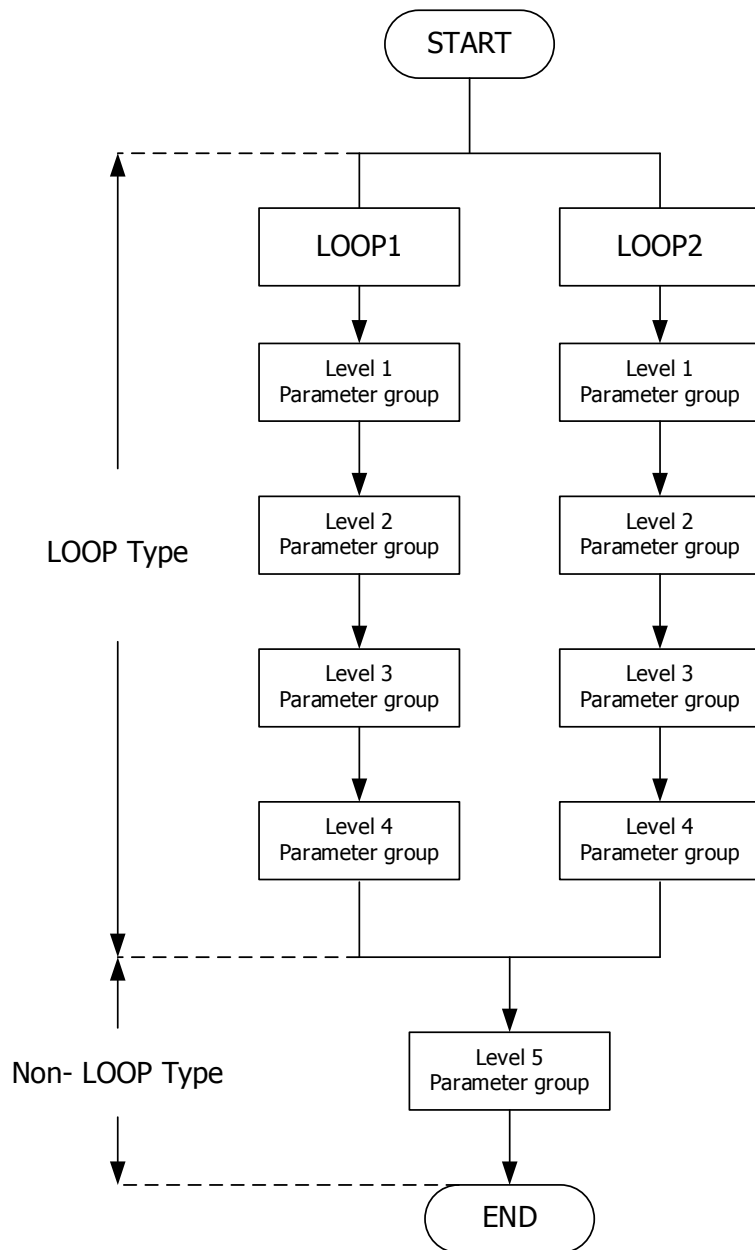 START
LOOP1
LOOP2
Level 1
Parameter group
Level 1
Parameter group
Level 2
Parameter group
Level 2
Parameter group
LOOP Type
Level 3
Parameter group
Level 3
Parameter group
Level 4
Parameter group
Level 4
Parameter group
Non- LOOP Type
Level 5
Parameter group
END